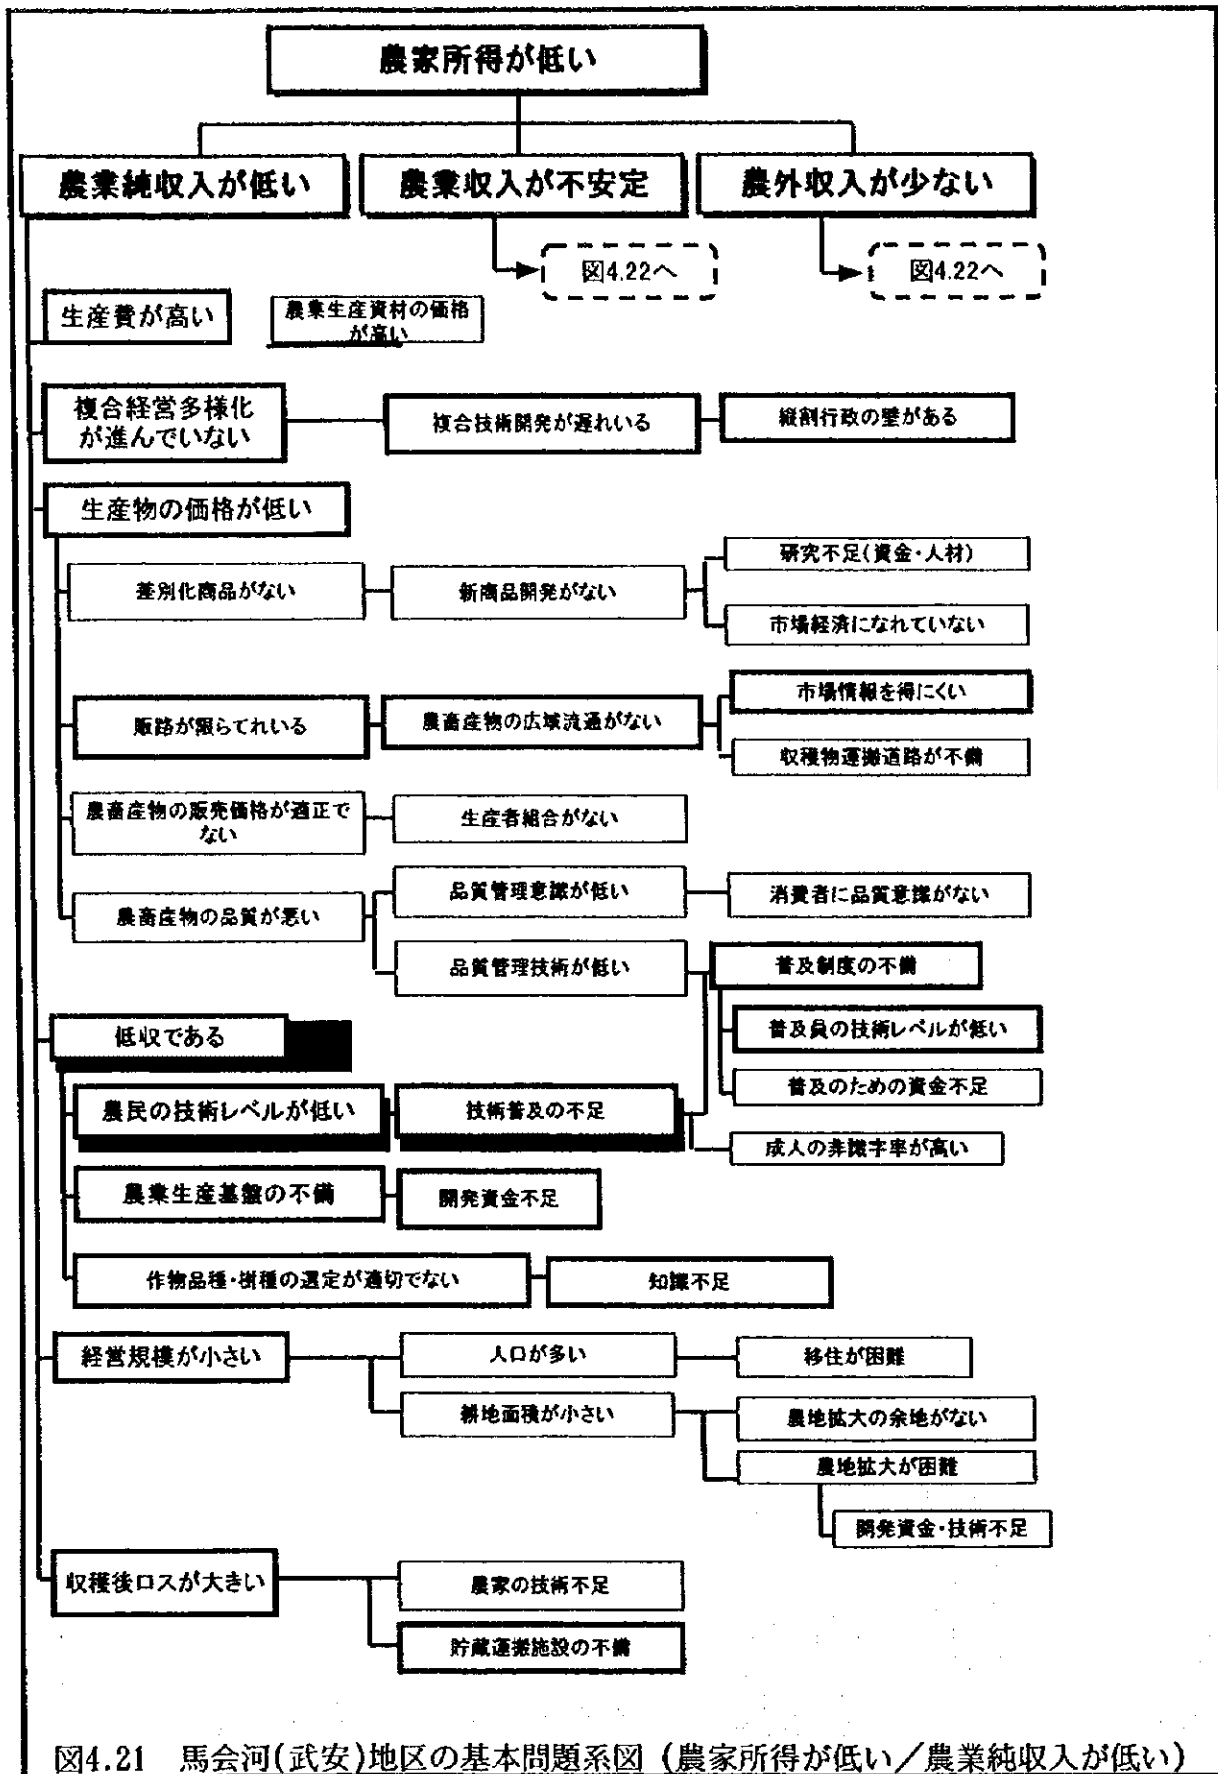 農家所得が低い
農業純収入が低い
農業収入が不安定
農外収入が少ない
図4.22へ
図4.22へ
生産費が高い
農業生産資材の価格
が高い
複合経営多様化
が進んでいない
複合技術開発が遅れいる
縦割行政の壁がある
生産物の価格が低い
差別化商品がない
新商品開発がない
研究不足(資金・人材)
市場経済になれていない
販路が限らてれいる
農畜産物の広域流通がない
市場情報を得にくい
収穫物運搬道路が不備
農畜産物の販売価格が適正で
ない
生産者組合がない
農畜産物の品質が悪い
品質管理意識が低い
消費者に品質意識がない
品質管理技術が低い
普及制度の不備
普及員の技術レベルが低い
普及のための資金不足
低収である
農民の技術レベルが低い
技術普及の不足
成人の非識字率が高い
農業生産基盤の不備
開発資金不足
作物品種・樹種の選定が適切でない
知識不足
経営規模が小さい
人口が多い
移住が困難
耕地面積が小さい
農地拡大の余地がない
農地拡大が困難
開発資金・技術不足
収穫後ロスが大きい
農家の技術不足
貯蔵運搬施設の不備
図4.21 馬会河(武安)地区の基本問題系図 (農家所得が低い／農業純収入が低い)